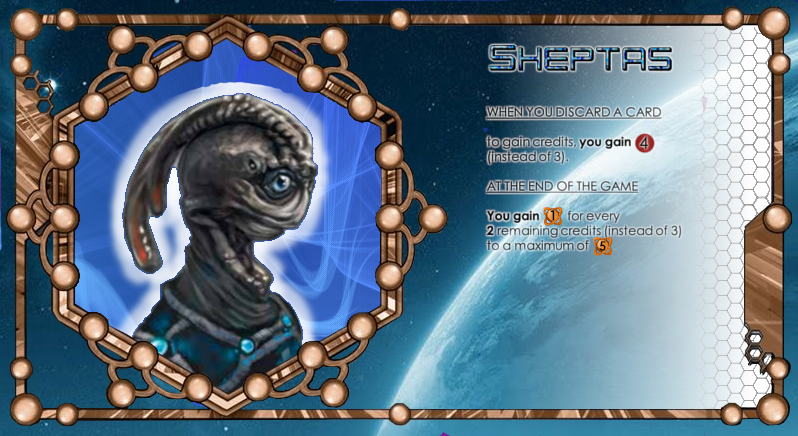 SHEPTAS
WHEN YOU DISCARD A CARD
to gain credits, you gain 4
(instead of 3).
AT THE END OF THE GAME
You gain 1 for every
2 remaining credits (instead of 3)
to a maximum of 5